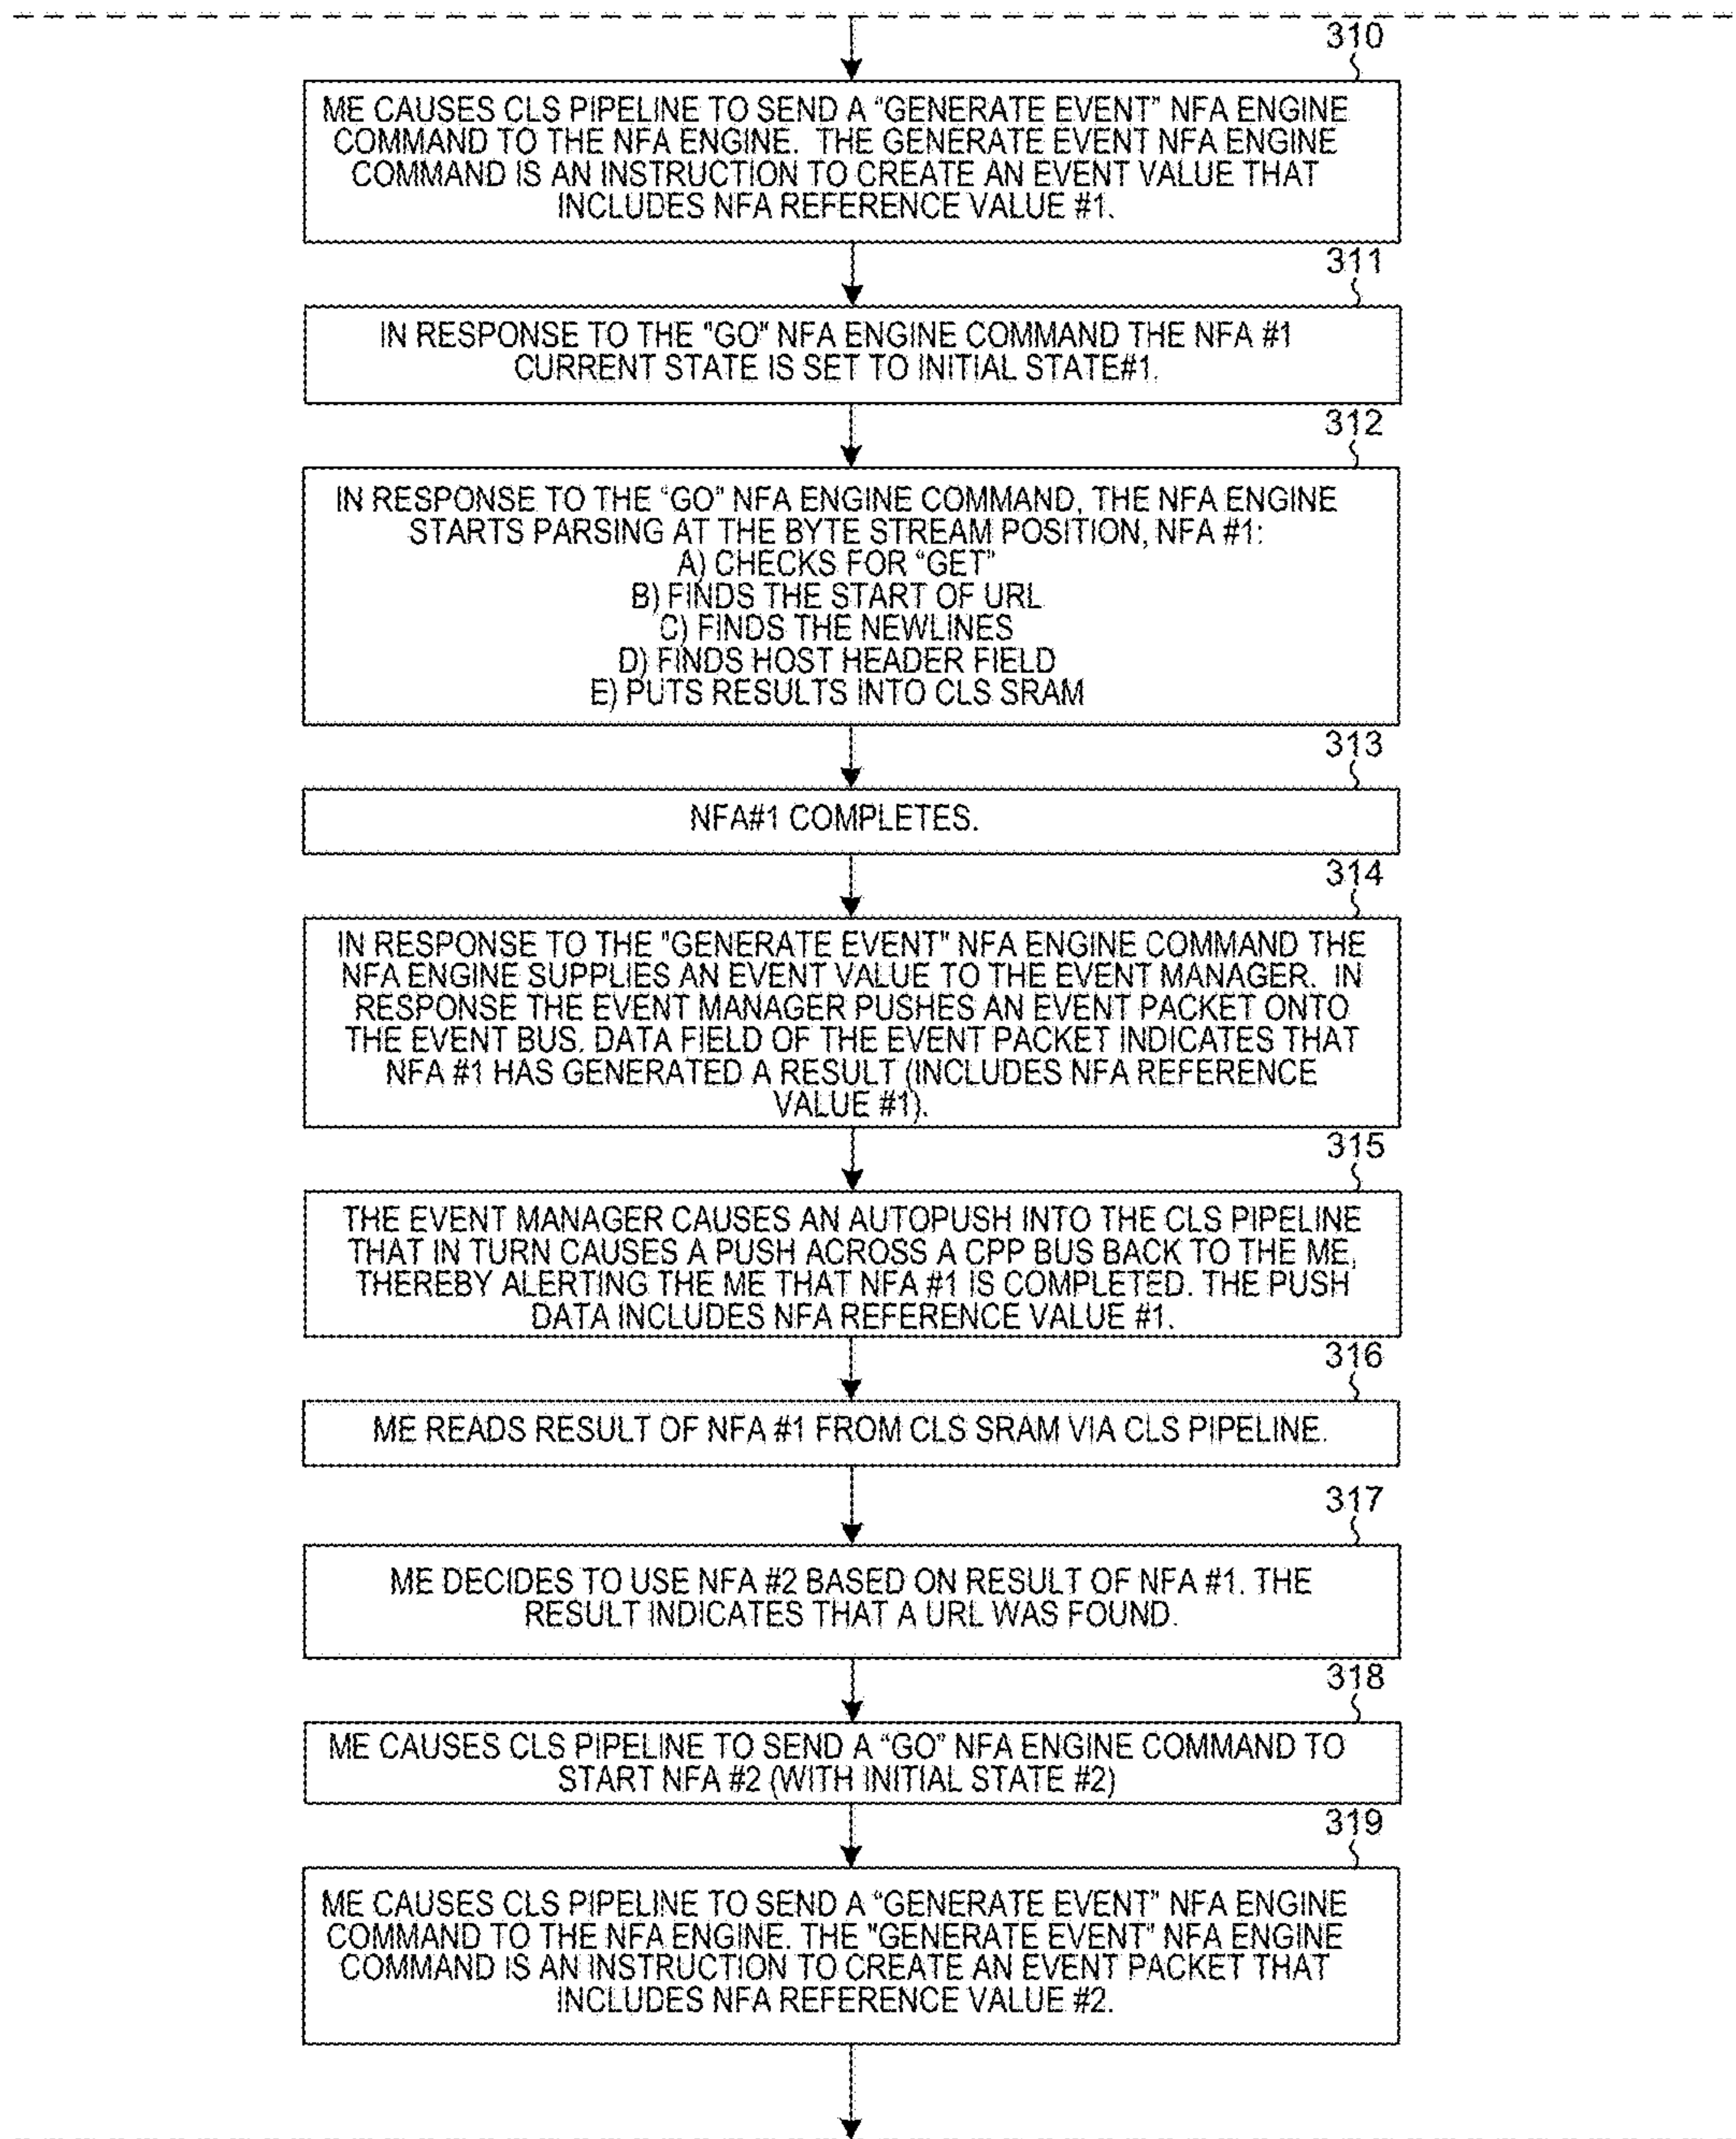 310
ME CAUSES CLS PIPELINE TO SEND A “GENERATE EVENT” NFA ENGINE
COMMAND TO THE NFA ENGINE. THE GENERATE EVENT NFA ENGINE
COMMAND IS AN INSTRUCTION TO CREATE AN EVENT VALUE THAT
INCLUDES NFA REFERENCE VALUE #1.
311
IN RESPONSE TO THE "GO" NFA ENGINE COMMAND THE NFA #1
CURRENT STATE IS SET TO INITIAL STATE#1.
312
IN RESPONSE TO THE “GO” NFA ENGINE COMMAND, THE NFA ENGINE
STARTS PARSING AT THE BYTE STREAM POSITION, NFA #1:
A) CHECKS FOR “GET”
B) FINDS THE START OF URL
C) FINDS THE NEWLINES
D) FINDS HOST HEADER FIELD
E) PUTS RESULTS INTO CLS SRAM
313
NFA#1 COMPLETES.
314
IN RESPONSE TO THE "GENERATE EVENT" NFA ENGINE COMMAND THE
NFA ENGINE SUPPLIES AN EVENT VALUE TO THE EVENT MANAGER. IN
RESPONSE THE EVENT MANAGER PUSHES AN EVENT PACKET ONTO
THE EVENT BUS. DATA FIELD OF THE EVENT PACKET INDICATES THAT
NFA #1 HAS GENERATED A RESULT (INCLUDES NFA REFERENCE
VALUE #1).
315
THE EVENT MANAGER CAUSES AN AUTOPUSH INTO THE CLS PIPELINE
THAT IN TURN CAUSES A PUSH ACROSS A CPP BUS BACK TO THE ME,
THEREBY ALERTING THE ME THAT NFA #1 IS COMPLETED. THE PUSH
DATA INCLUDES NFA REFERENCE VALUE #1.
316
ME READS RESULT OF NFA #1 FROM CLS SRAM VIA CLS PIPELINE.
317
ME DECIDES TO USE NFA #2 BASED ON RESULT OF NFA #1. THE
RESULT INDICATES THAT A URL WAS FOUND.
318
ME CAUSES CLS PIPELINE TO SEND A “GO” NFA ENGINE COMMAND TO
START NFA #2 (WITH INITIAL STATE #2)
319
ME CAUSES CLS PIPELINE TO SEND A “GENERATE EVENT” NFA ENGINE
COMMAND TO THE NFA ENGINE. THE "GENERATE EVENT" NFA ENGINE
COMMAND IS AN INSTRUCTION TO CREATE AN EVENT PACKET THAT
INCLUDES NFA REFERENCE VALUE #2.